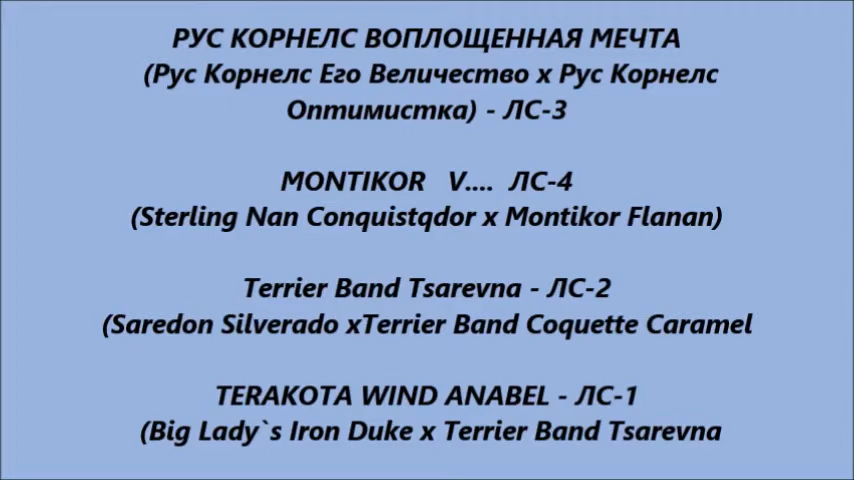 РУС КОРНЕЛС ВОПЛОЩЕННАЯ МЕЧТА
(Рус Корнелс Его Величество х Рус Корнелс
Оптимистка) - ЛС-3
MONTIKOR V.... ЛС-4
(Sterling Nan Conquistqdor x Montikor Flanan)
Terrier Band Tsarevna - ЛС-2
(Saredon Silverado xTerrier Band Coquette Caramel
TERAKOTA WIND ANABEL - ЛС-1
(Big Lady`s Iron Duke x Terrier Band Tsarevna